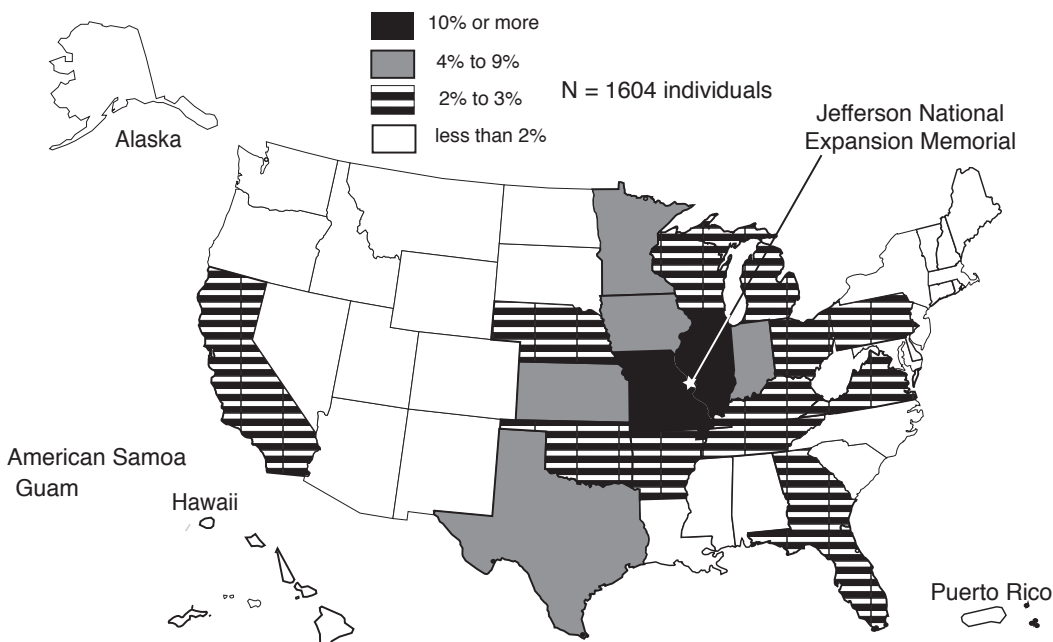 10% or more
4% to 9%
2% to 3%
less than 2%
N = 1604 individuals
Jefferson National
Expansion Memorial
Alaska
American Samoa
Guam
Hawaii
Puerto Rico